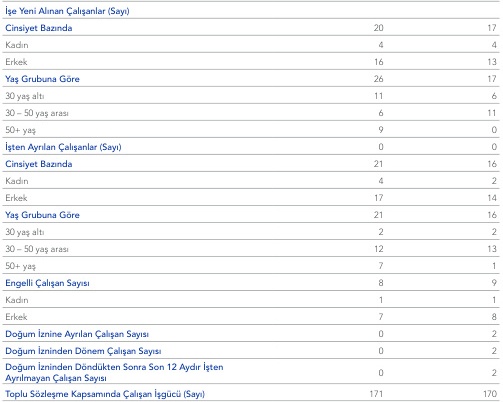 İşe Yeni Alınan Çalışanlar (Sayı)
Cinsiyet Bazında 20 17
Kadın 4 4
Erkek 16 13
Yaş Grubuna Göre 26 17
30 yaş altı 11 6
30 – 50 yaş arası 6 11
50+ yaş 9 0
İşten Ayrılan Çalışanlar (Sayı) 0 0
Cinsiyet Bazında 21 16
Kadın 4 2
Erkek 17 14
Yaş Grubuna Göre 21 16
30 yaş altı 2 2
30 – 50 yaş arası 12 13
50+ yaş 7 1
Engelli Çalışan Sayısı 8 9
Kadın 1 1
Erkek 7 8
Doğum İznine Ayrılan Çalışan Sayısı 0 2
Doğum İzninden Dönem Çalışan Sayısı 0 2
Doğum İzninden Döndükten Sonra Son 12 Aydır İşten
Ayrılmayan Çalışan Sayısı 0 2
Toplu Sözleşme Kapsamında Çalışan İşgücü (Sayı) 171 170